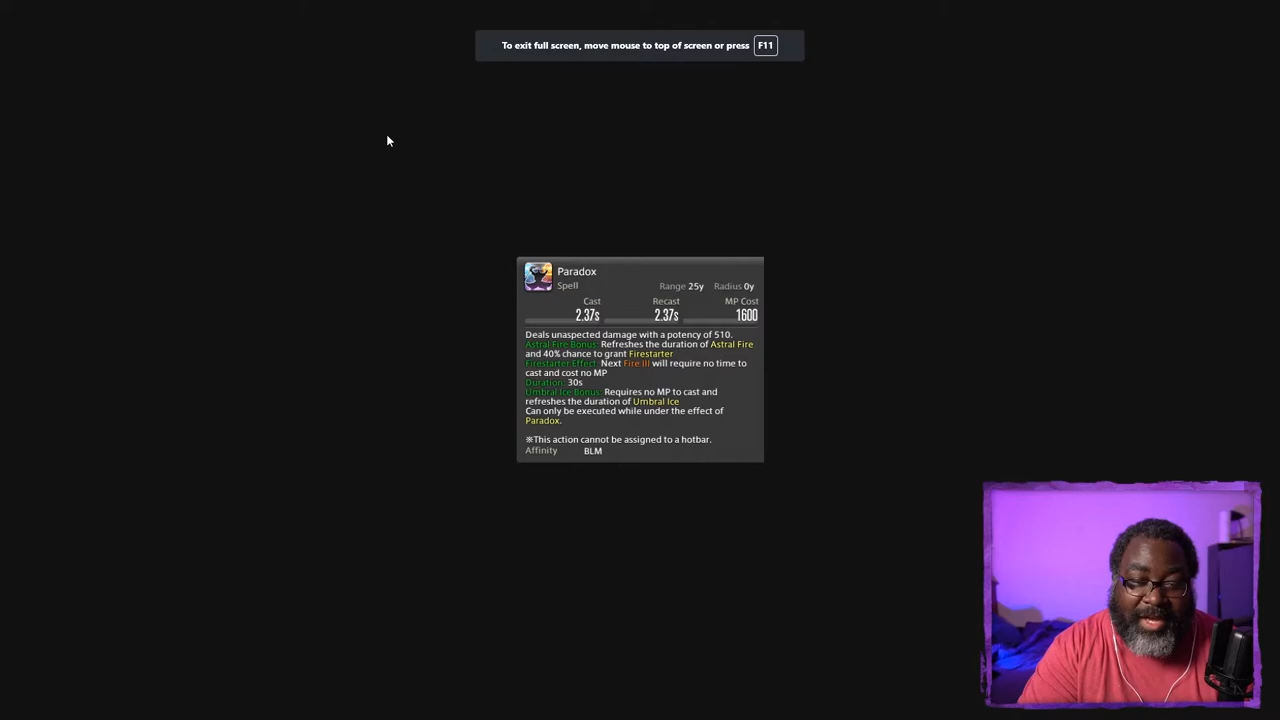 To exit full screen, move mouse to top of screen or press F11
Paradox
Spell
Range 25y Radius 0y
Cast Recast MP Cost
2.37s 2.37s 1600
Deals unaspected damage with a potency of 510.
Astral Fire Bonus: Refreshes the duration of Astral Fire
and 40% chance to grant Firestarter
Firestarter Effect: Next Fire III will require no time to
cast and cost no MP
Duration: 30s
Umbral Ice Bonus: Requires no MP to cast and
refreshes the duration of Umbral Ice
Can only be executed while under the effect of
Paradox.
※This action cannot be assigned to a hotbar.
Affinity BLM